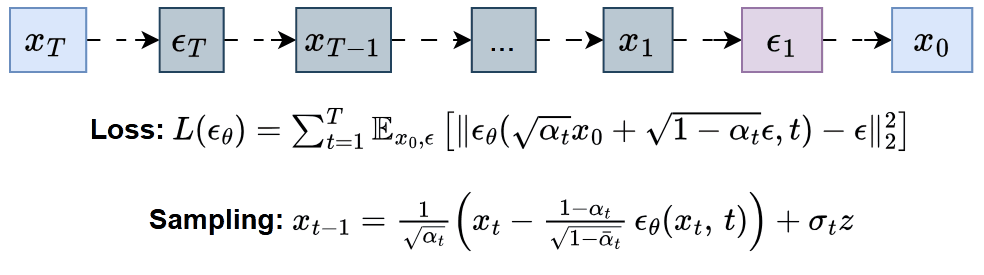 x_T ϵ_T x_{T−1} ... x_1 ϵ_1 x_0
Loss: L(ϵ_θ) = ∑_{t=1}^{T} 𝔼_{x_0,ϵ} [‖ϵ_θ(√α_t x_0 + √(1 − α_t) ϵ, t) − ϵ‖_2^2]
Sampling: x_{t−1} = 1/√α_t (x_t − (1−α_t)/√(1−ᾱ_t) ϵ_θ(x_t, t)) + σ_t z